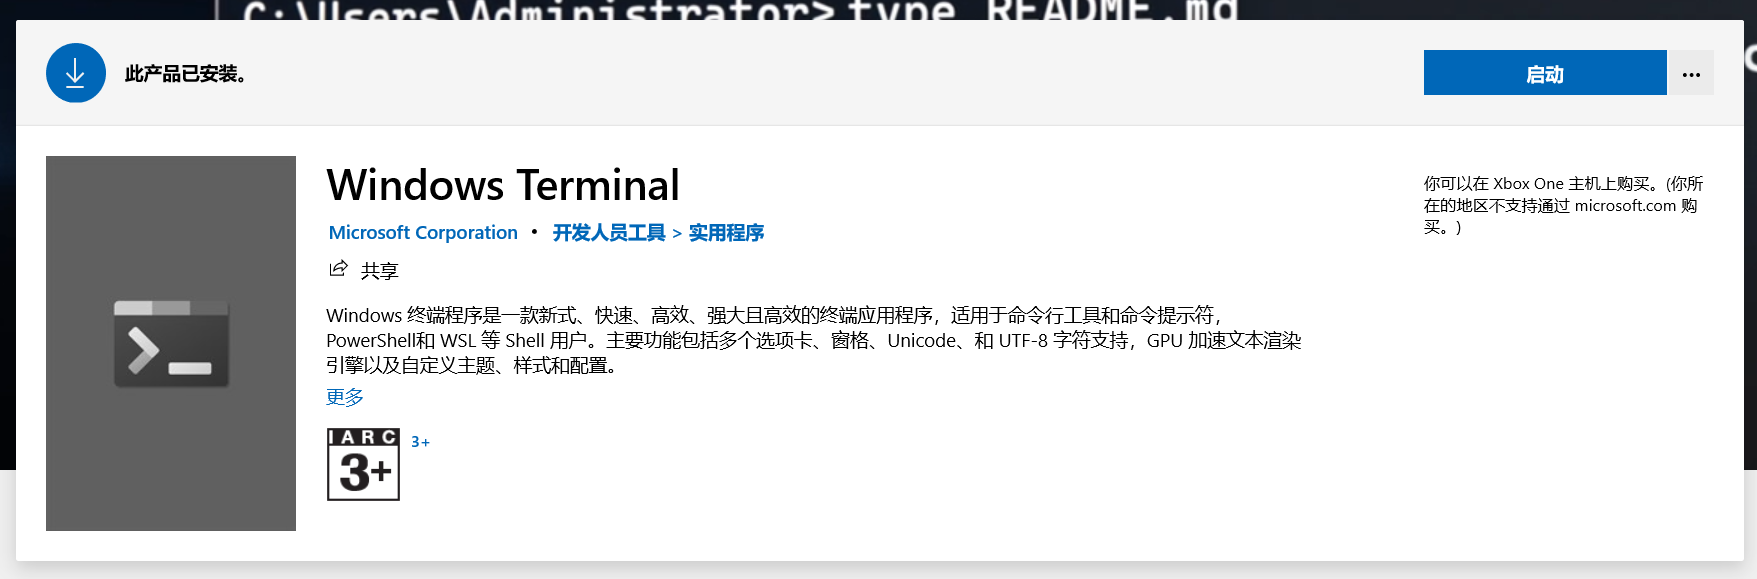 C:\Users\Administrator> type README.md
此产品已安装。
启动
Windows Terminal
Microsoft Corporation • 开发人员工具 > 实用程序
共享
Windows 终端程序是一款新式、快速、高效、强大且高效的终端应用程序，适用于命令行工具和命令提示符，
PowerShell和 WSL 等 Shell 用户。主要功能包括多个选项卡、窗格、Unicode、和 UTF-8 字符支持，GPU 加速文本渲染
引擎以及自定义主题、样式和配置。
更多
IARC
3+
3+
你可以在 Xbox One 主机上购买。(你所
在的地区不支持通过 microsoft.com 购
买。)